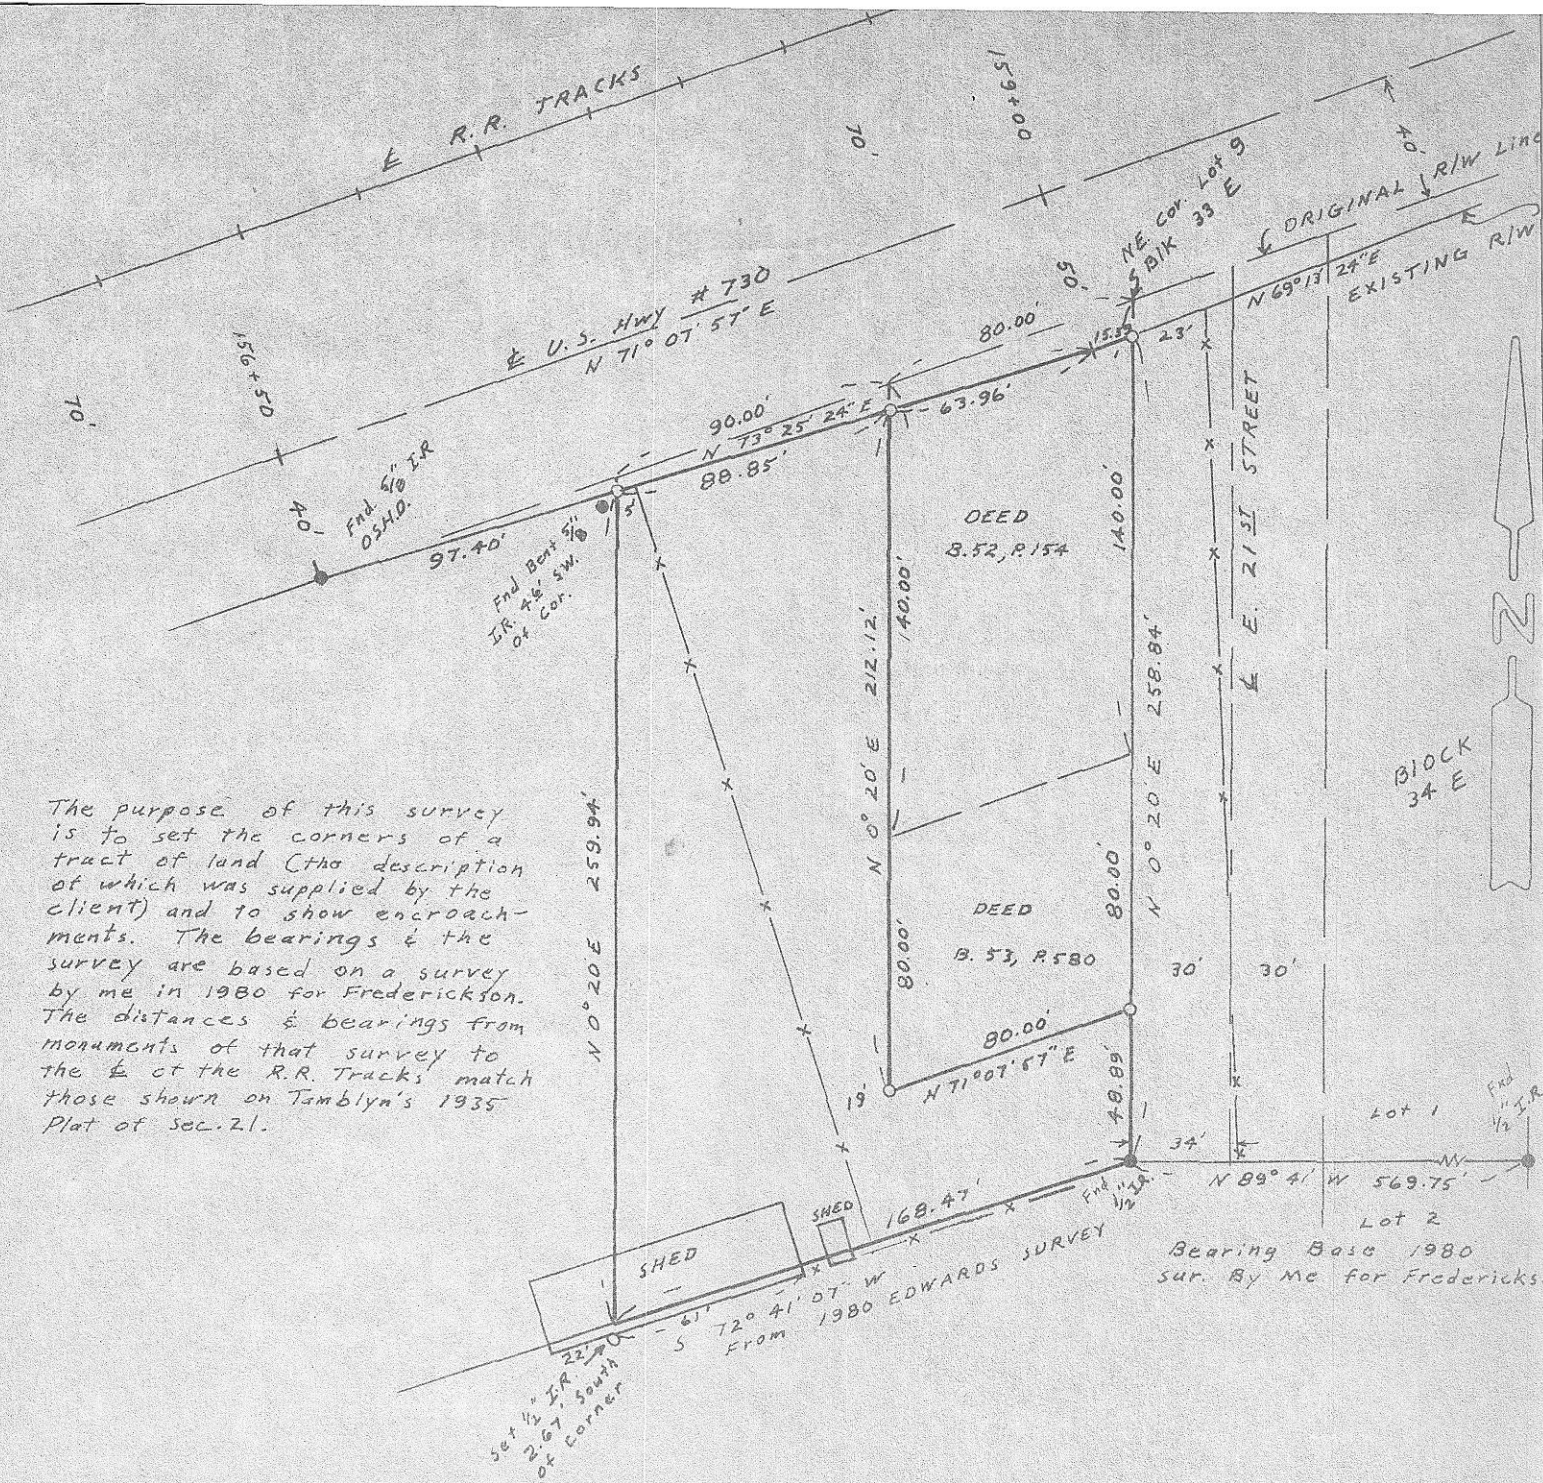 ℄ R.R. TRACKS
159+00
70'
40'
ORIGINAL R/W Line
EXISTING R/W
N 69° 13' 24" E
NE. Cor. Lot 9
BlK 33 E
50'
℄ U.S. Hwy # 730
N 71° 07' 57" E
156+50
70'
40'
80.00'
15.53
23'
90.00'
N 73° 25' 24" E
88.85'
63.96'
Fnd. 5/8" I.R
O.S.H.D.
97.40'
5'
Fnd Bent 5/8"
I.R. 4.6' SW.
Of Cor.
DEED
B.52, P.154
140.00'
140.00'
N 0° 20' E 212.12'
N 0° 20' E 258.84'
℄ E. 21 ST STREET
N
BlOCK
34 E
The purpose of this survey
is to set the corners of a
tract of land (the description
of which was supplied by the
client) and to show encroach-
ments. The bearings & the
survey are based on a survey
by me in 1980 for Frederickson.
The distances & bearings from
monuments of that survey to
the ℄ of the R.R. Tracks match
those shown on Tamblyn's 1935
Plat of Sec. 21.
N 0° 20' E 259.94'
DEED
B. 53, P. 580
80.00'
80.00'
30'
30'
80.00'
N 71° 07' 57" E
19'
48.89'
34'
Lot 1
Fnd
1/2" I.R
N 89° 41' W 569.75'
Lot 2
Bearing Base 1980
Sur. By Me for Fredericks
Fnd
1/2" I.R.
168.47'
SHED
SHED
61'
S 72° 41' 07" W
From 1980 EDWARDS SURVEY
22'
Set 1/2" I.R.
2.67' South
Of Corner